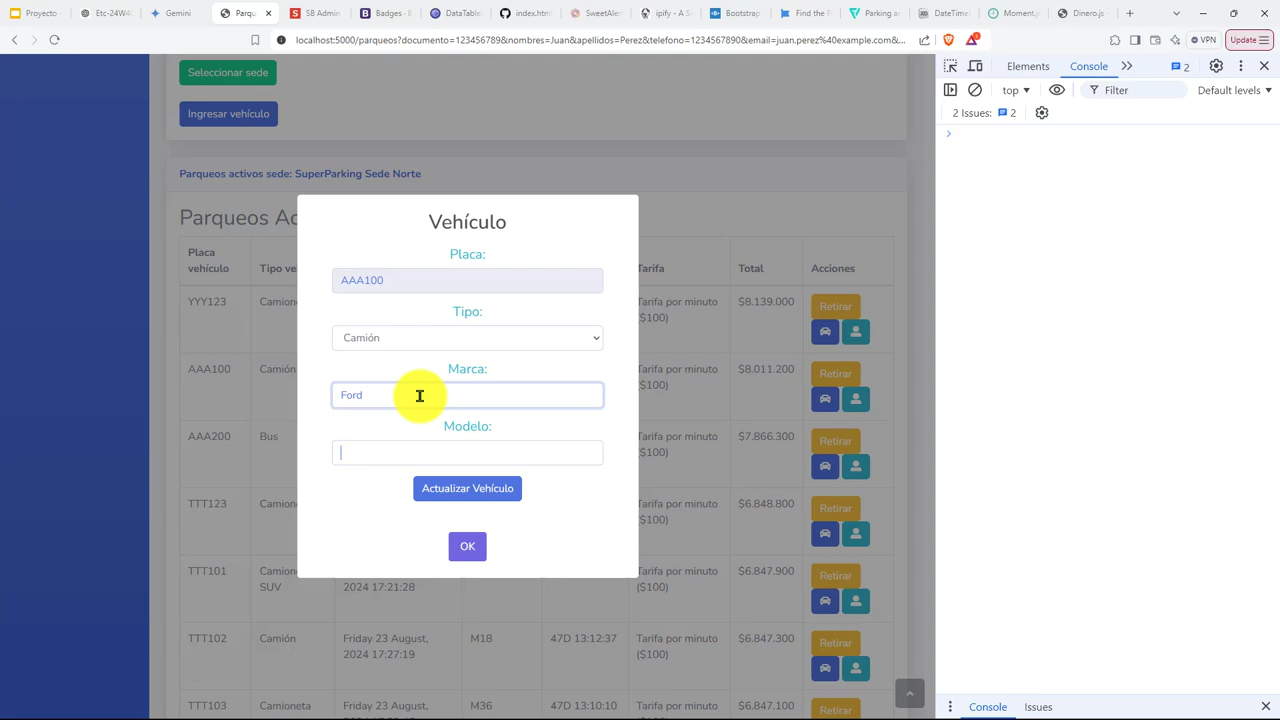 Proyecto -
Etc-24W4
Gemini
Parqu
SB Admin
Badges - B
DataTable
index.htm
SweetAler
ipify - A S
Bootstrap
Find the R
Parking ar
DateTime
Moment.j
Dinero.js
localhost:5000/parqueos?documento=123456789&nombres=Juan&apellidos=Perez&telefono=1234567890&email=juan.perez%40example.com&...
VPN
Update
Seleccionar sede
Ingresar vehículo
Parqueos activos sede: SuperParking Sede Norte
Parqueos Ac
Placa vehículo
Tipo ve
Tarifa
Total
Acciones
YYY123
Camione
Tarifa por minuto ($100)
$8.139.000
Retirar
AAA100
Camión
Tarifa por minuto ($100)
$8.011.200
Retirar
AAA200
Bus
Tarifa por minuto ($100)
$7.866.300
Retirar
TTT123
Camione
Tarifa por minuto ($100)
$6.848.800
Retirar
TTT101
Camione SUV
2024 17:21:28
Tarifa por minuto ($100)
$6.847.900
Retirar
TTT102
Camión
Friday 23 August, 2024 17:27:19
M18
47D 13:12:37
Tarifa por minuto ($100)
$6.847.300
Retirar
TTT103
Camioneta
Friday 23 August,
M36
47D 13:10:10
Tarifa por minuto
$6.847.100
Retirar
Vehículo
Placa:
AAA100
Tipo:
Camión
Marca:
Ford
Modelo:
Actualizar Vehículo
OK
Elements
Console
2
top
Filter
Default levels
2 Issues:
2
Console
Issues